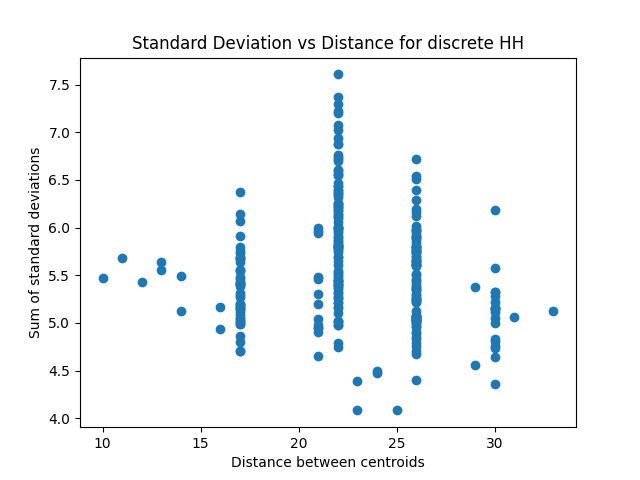 Standard Deviation vs Distance for discrete HH
7.5
7.0
6.5
6.0
5.5
5.0
4.5
4.0
Sum of standard deviations
10 15 20 25 30
Distance between centroids